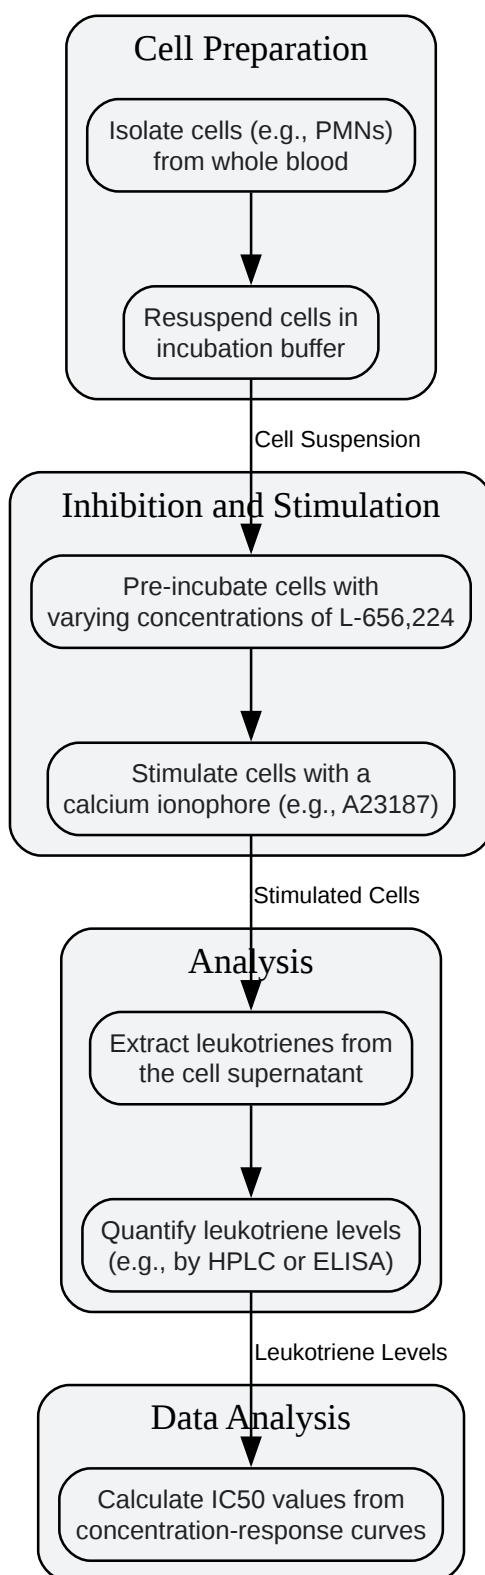 Cell Preparation
Isolate cells (e.g., PMNs)
from whole blood
Resuspend cells in
incubation buffer
Cell Suspension
Inhibition and Stimulation
Pre-incubate cells with
varying concentrations of L-656,224
Stimulate cells with a
calcium ionophore (e.g., A23187)
Stimulated Cells
Analysis
Extract leukotrienes from
the cell supernatant
Quantify leukotriene levels
(e.g., by HPLC or ELISA)
Leukotriene Levels
Data Analysis
Calculate IC50 values from
concentration-response curves